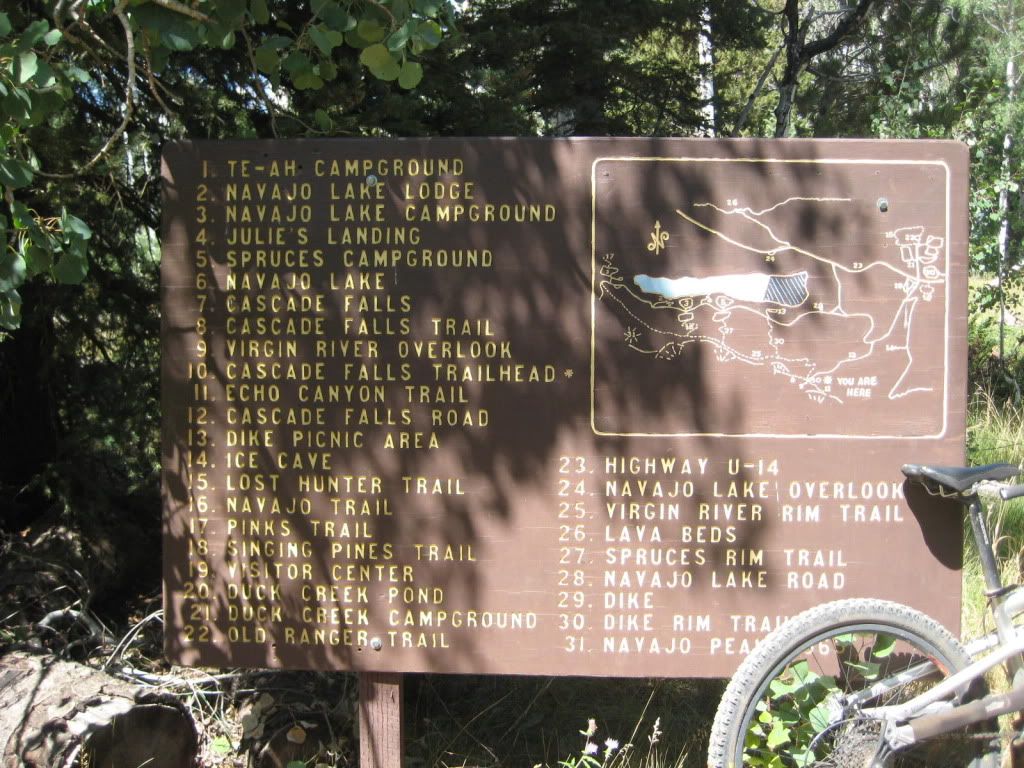 1. TE-AH CAMPGROUND
2. NAVAJO LAKE LODGE
3. NAVAJO LAKE CAMPGROUND
4. JULIE'S LANDING
5. SPRUCES CAMPGROUND
6. NAVAJO LAKE
7. CASCADE FALLS
8. CASCADE FALLS TRAIL
9. VIRGIN RIVER OVERLOOK
10. CASCADE FALLS TRAILHEAD *
11. ECHO CANYON TRAIL
12. CASCADE FALLS ROAD
13. DIKE PICNIC AREA
14. ICE CAVE
15. LOST HUNTER TRAIL
16. NAVAJO TRAIL
17. PINKS TRAIL
18. SINGING PINES TRAIL
19. VISITOR CENTER
20. DUCK CREEK POND
21. DUCK CREEK CAMPGROUND
22. OLD RANGER TRAIL
YOU ARE
HERE
23. HIGHWAY U-14
24. NAVAJO LAKE OVERLOOK
25. VIRGIN RIVER RIM TRAIL
26. LAVA BEDS
27. SPRUCES RIM TRAIL
28. NAVAJO LAKE ROAD
29. DIKE
30. DIKE RIM TRAIL
31. NAVAJO PEAK